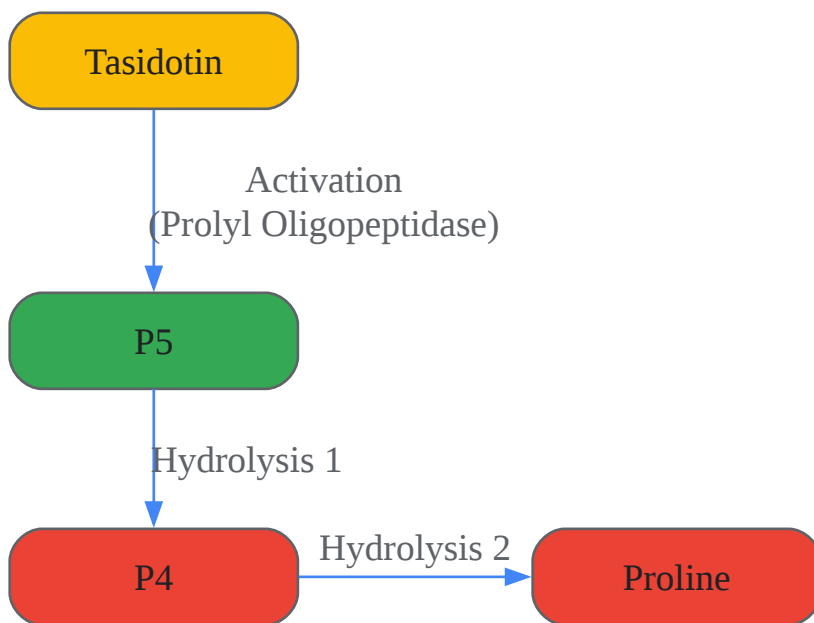 Tasidotin
Activation
(Prolyl Oligopeptidase)
P5
Hydrolysis 1
P4
Hydrolysis 2
Proline